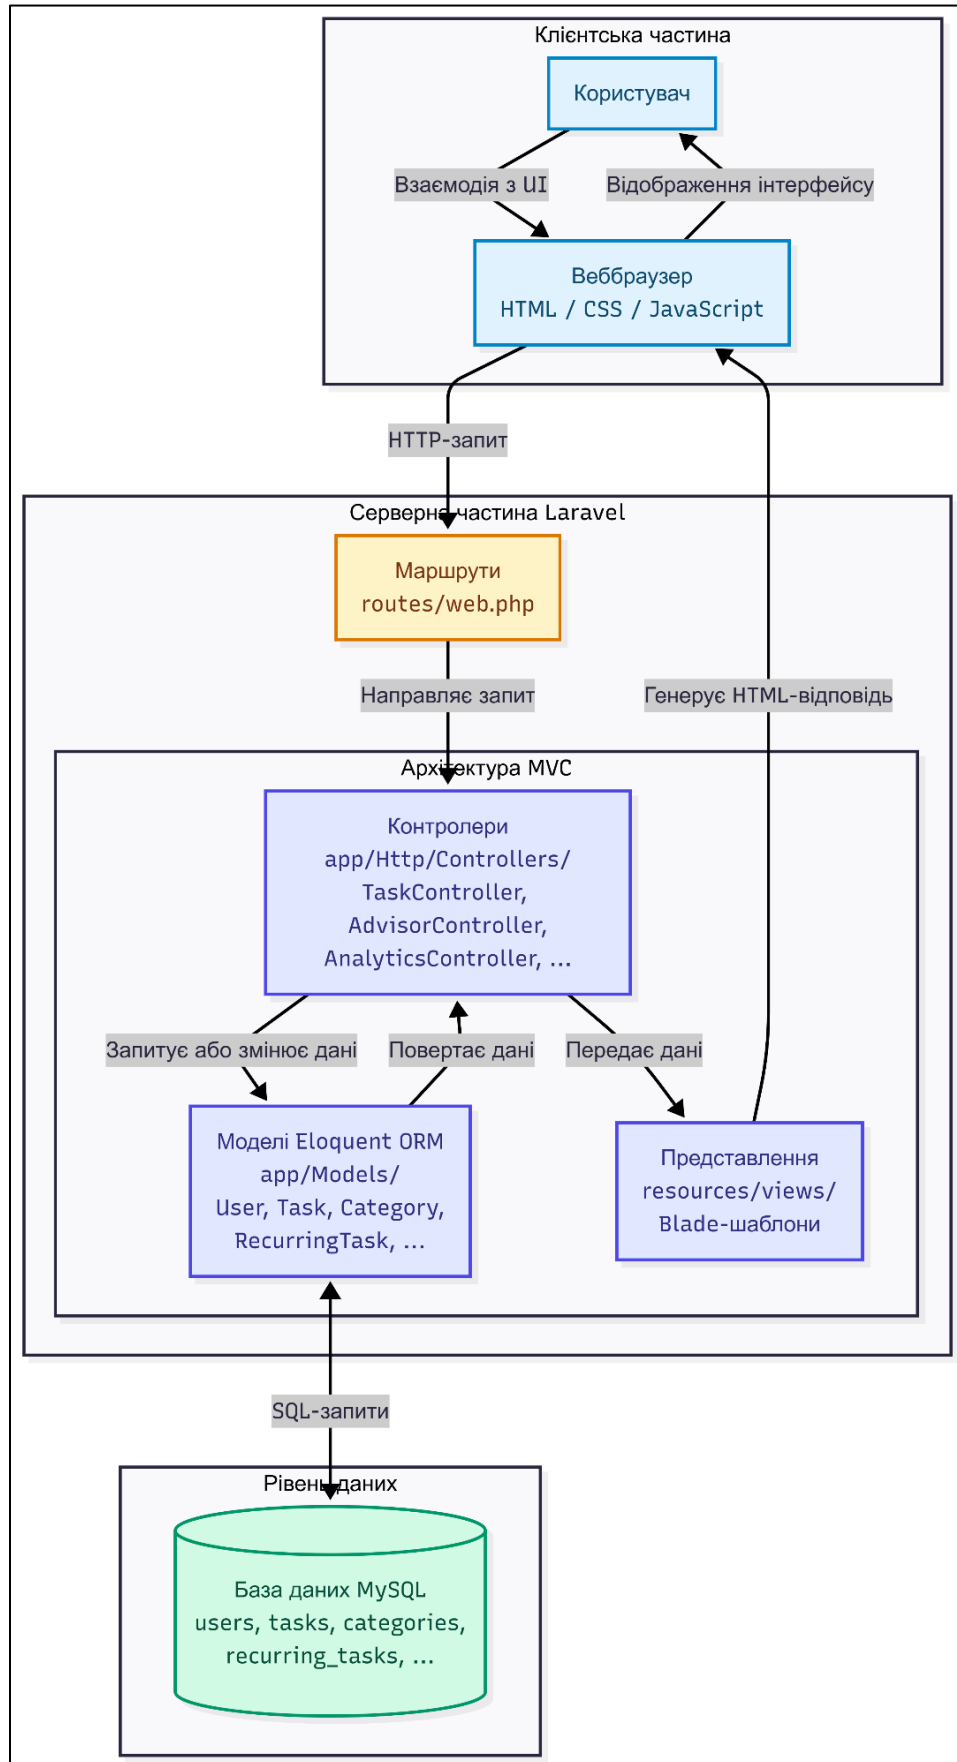 Клієнтська частина
Користувач
Взаємодія з UI
Відображення інтерфейсу
Веббраузер
HTML / CSS / JavaScript
HTTP-запит
Серверна частина Laravel
Маршрути
routes/web.php
Направляє запит
Генерує HTML-відповідь
Архітектура MVC
Контролери
app/Http/Controllers/
TaskController,
AdvisorController,
AnalyticsController, ...
Запитує або змінює дані
Повертає дані
Передає дані
Моделі Eloquent ORM
app/Models/
User, Task, Category,
RecurringTask, ...
Представлення
resources/views/
Blade-шаблони
SQL-запити
Рівень даних
База даних MySQL
users, tasks, categories,
recurring_tasks, ...